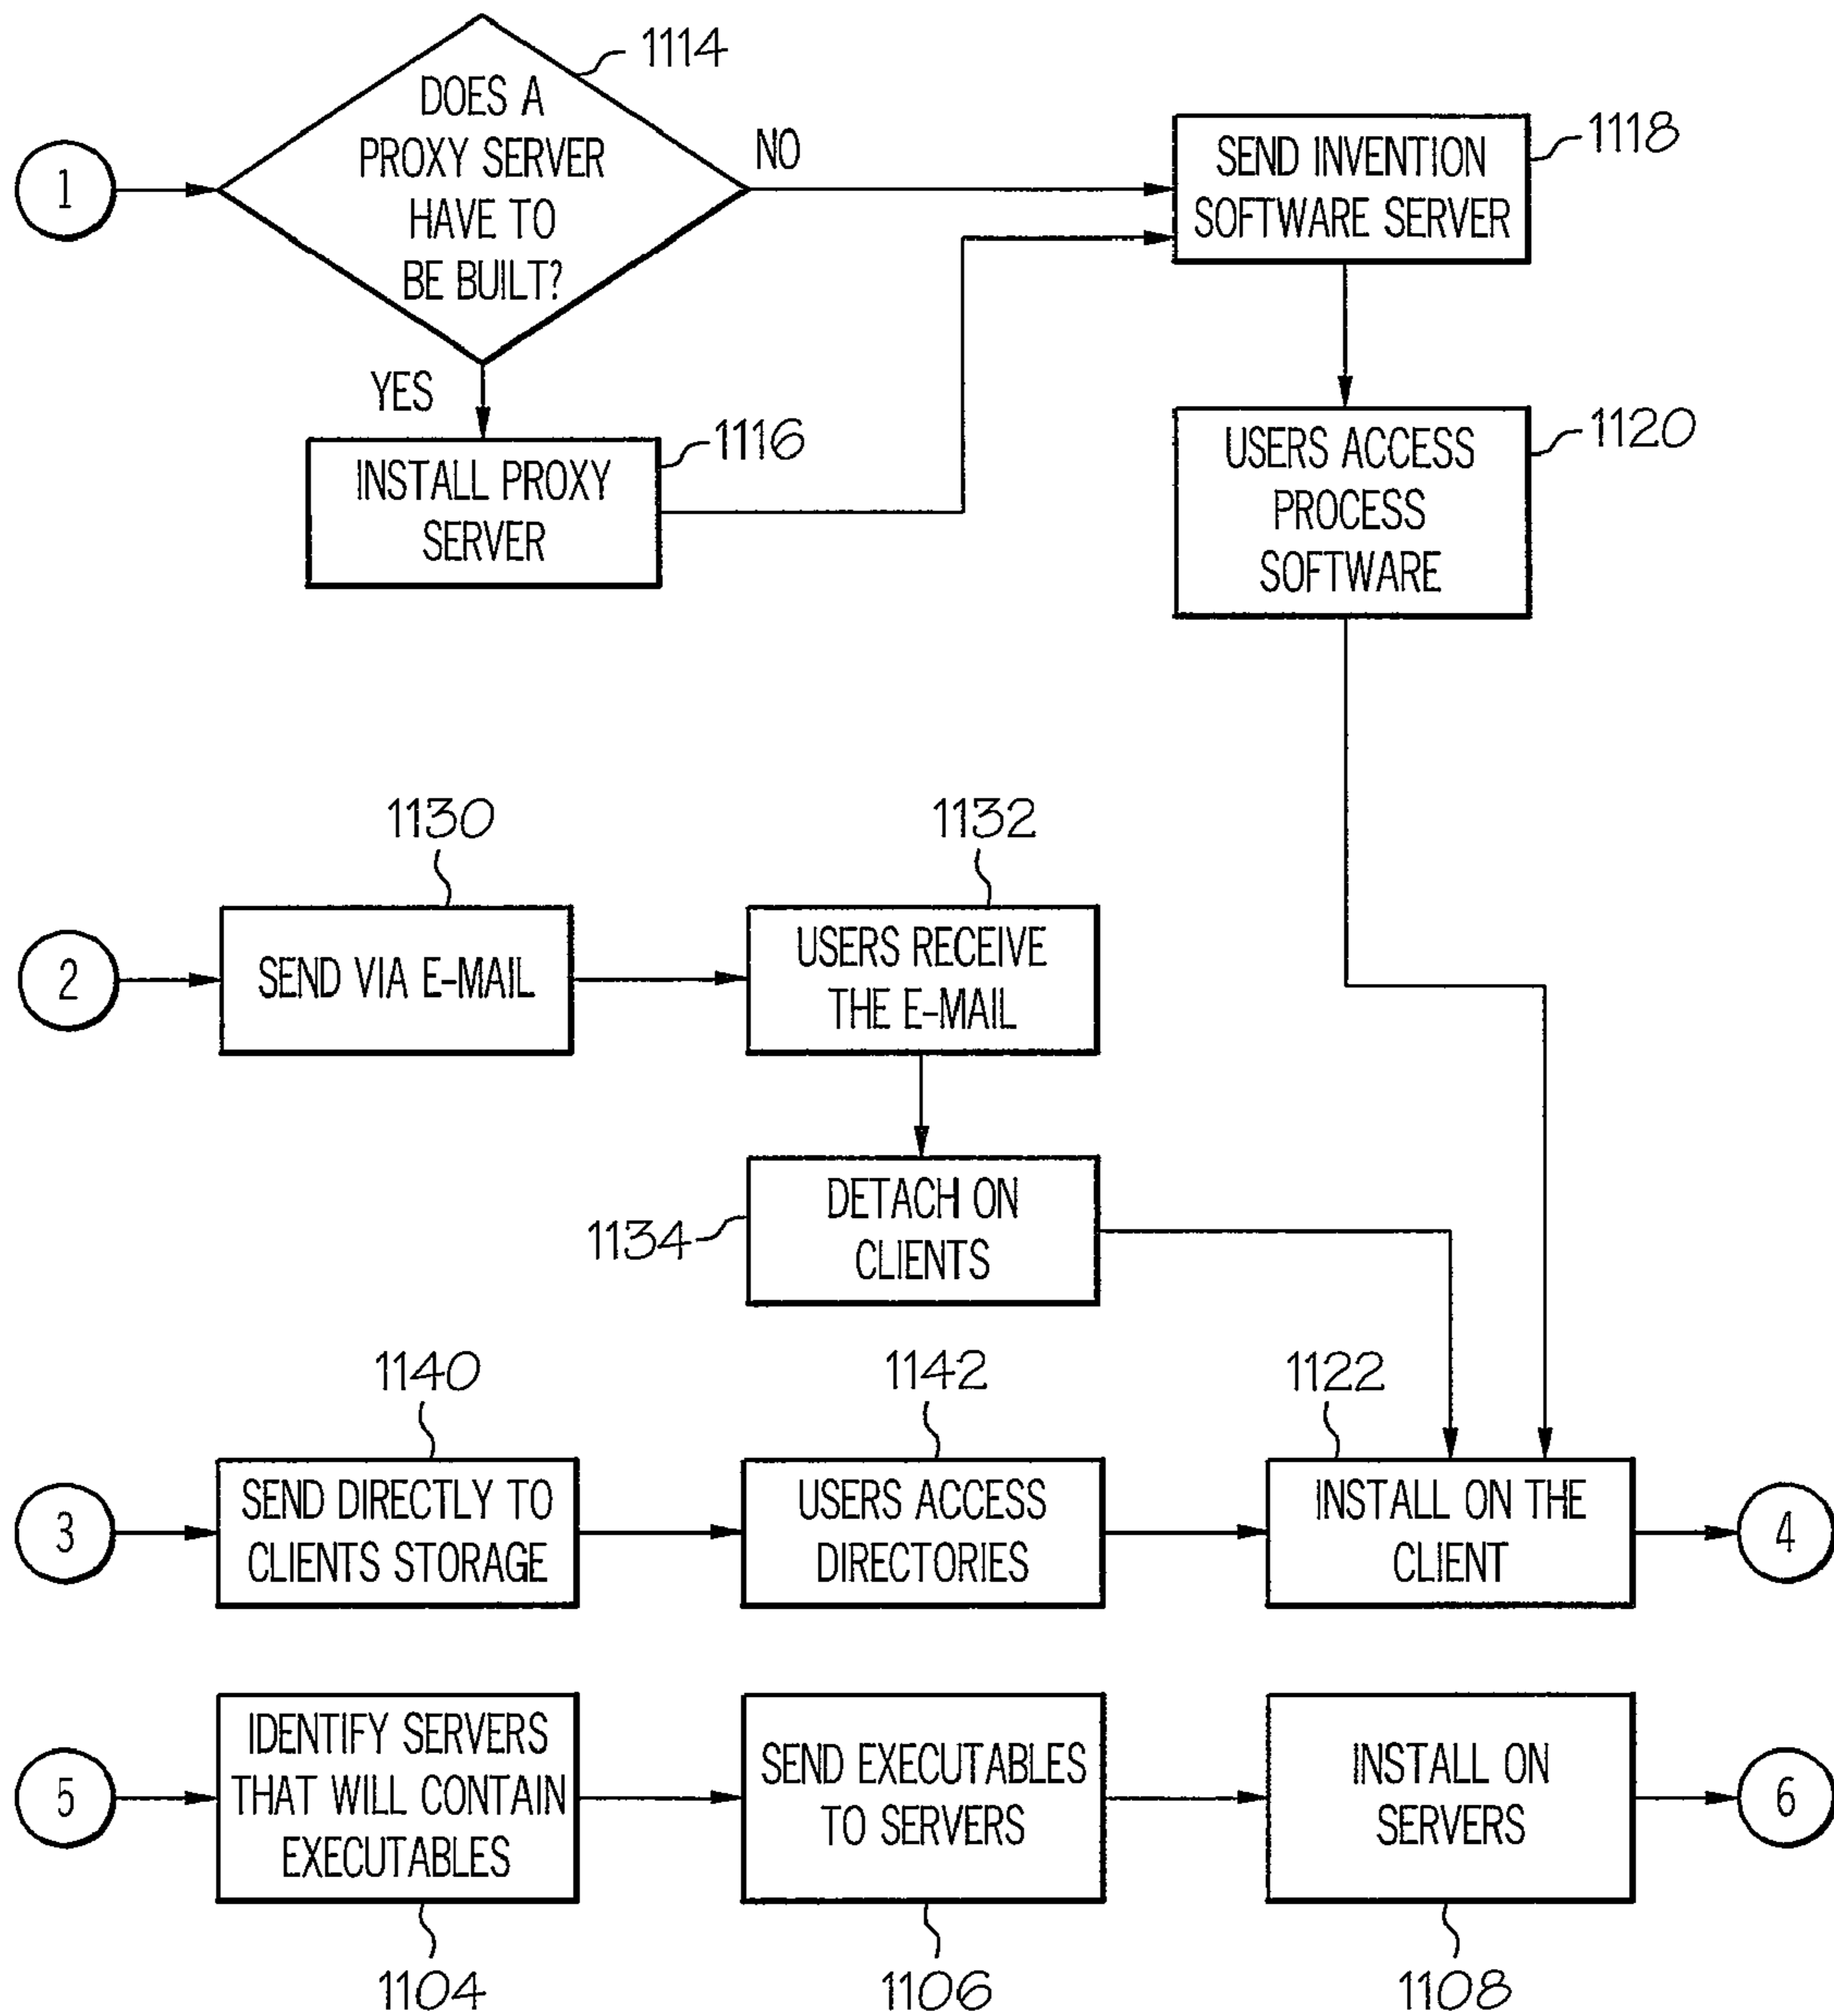 1114
DOES A
PROXY SERVER
HAVE TO
BE BUILT?
1
NO
YES
1118
SEND INVENTION
SOFTWARE SERVER
1116
INSTALL PROXY
SERVER
1120
USERS ACCESS
PROCESS
SOFTWARE
1130
1132
2
SEND VIA E-MAIL
USERS RECEIVE
THE E-MAIL
1134
DETACH ON
CLIENTS
1140
1142
1122
3
SEND DIRECTLY TO
CLIENTS STORAGE
USERS ACCESS
DIRECTORIES
INSTALL ON THE
CLIENT
4
5
IDENTIFY SERVERS
THAT WILL CONTAIN
EXECUTABLES
SEND EXECUTABLES
TO SERVERS
INSTALL ON
SERVERS
6
1104
1106
1108